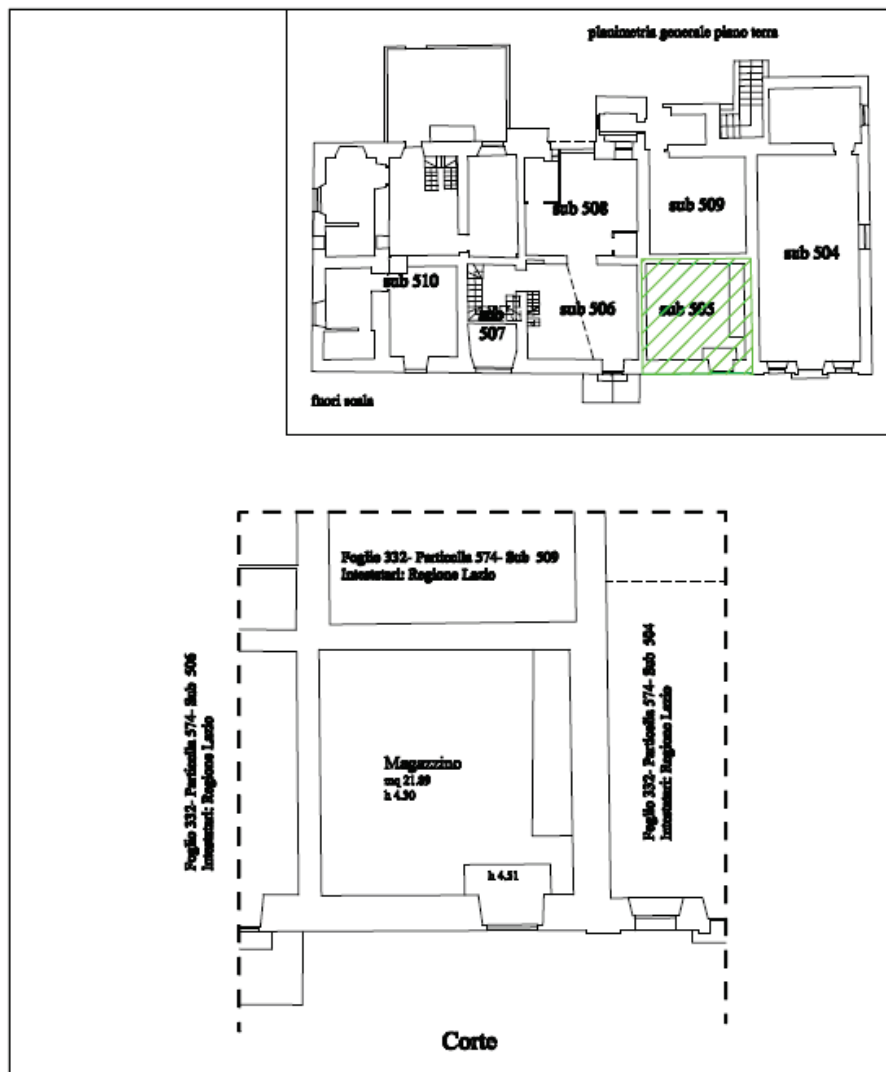 planimetria generale piano terra
sub 508
sub 509
sub 504
sub 510
sub 507
sub 506
sub 505
fuori scala
Foglio 332- Particella 574- Sub 509
Intestatari: Regione Lazio
Foglio 332- Particella 574- Sub 506
Intestatari: Regione Lazio
Foglio 332- Particella 574- Sub 504
Intestatari: Regione Lazio
Magazzino
mq 21.89
h 4.30
h 4.51
Corte